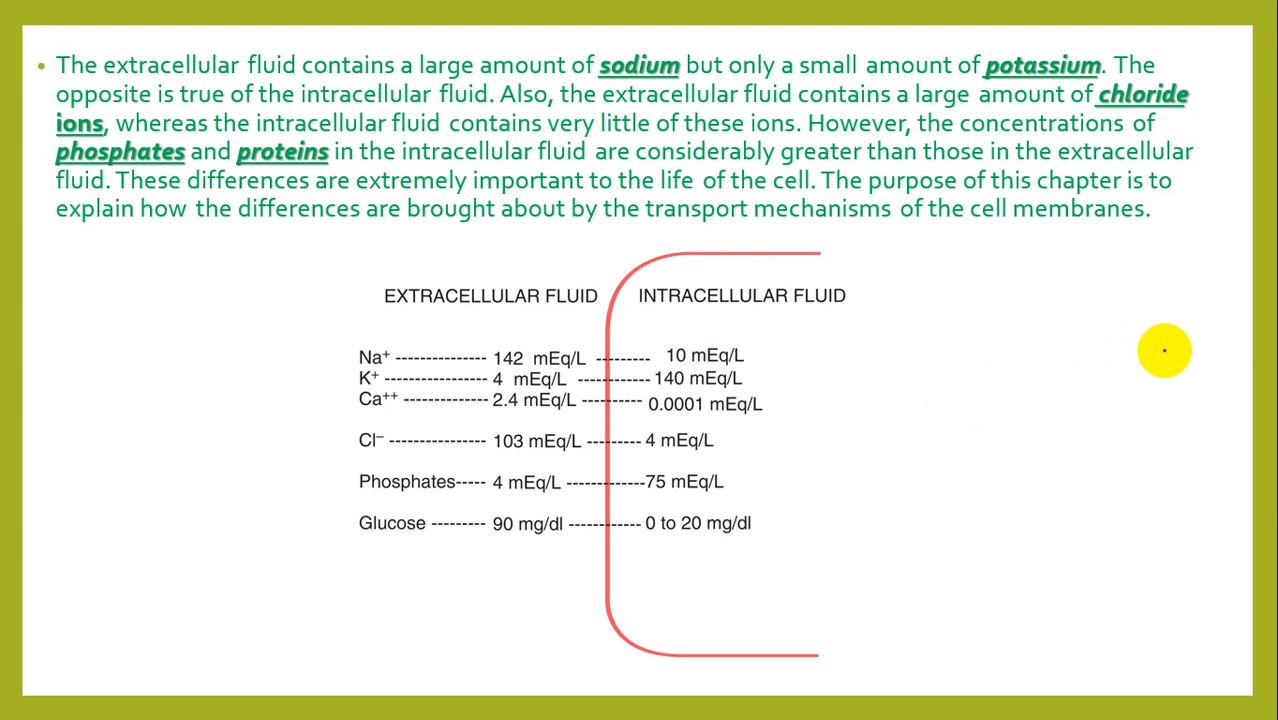 • The extracellular fluid contains a large amount of sodium but only a small amount of potassium. The
opposite is true of the intracellular fluid. Also, the extracellular fluid contains a large amount of chloride
ions, whereas the intracellular fluid contains very little of these ions. However, the concentrations of
phosphates and proteins in the intracellular fluid are considerably greater than those in the extracellular
fluid. These differences are extremely important to the life of the cell. The purpose of this chapter is to
explain how the differences are brought about by the transport mechanisms of the cell membranes.
EXTRACELLULAR FLUID INTRACELLULAR FLUID
Na⁺ --------------- 142 mEq/L --------- 10 mEq/L
K⁺ ----------------- 4 mEq/L ------------ 140 mEq/L
Ca⁺⁺ -------------- 2.4 mEq/L ---------- 0.0001 mEq/L
Cl⁻ ---------------- 103 mEq/L --------- 4 mEq/L
Phosphates----- 4 mEq/L -------------75 mEq/L
Glucose --------- 90 mg/dl ------------ 0 to 20 mg/dl